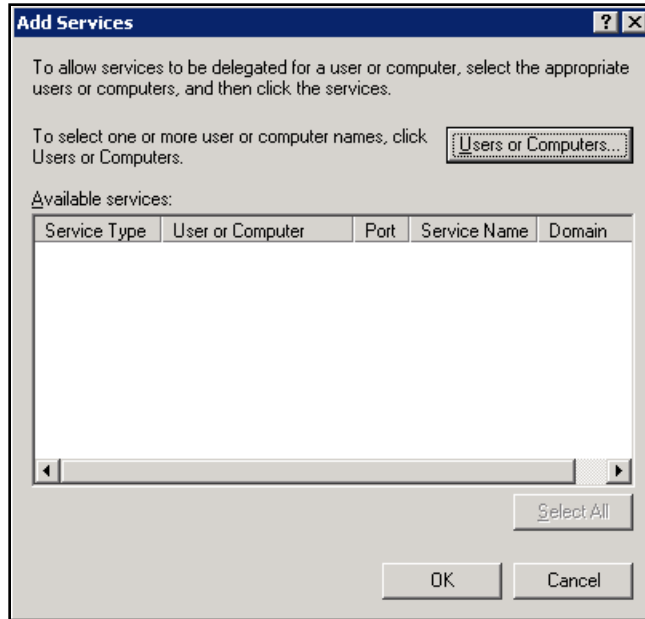 Add Services
To allow services to be delegated for a user or computer, select the appropriate
users or computers, and then click the services.
To select one or more user or computer names, click
Users or Computers.
Users or Computers...
Available services:
Service Type User or Computer Port Service Name Domain
Select All
OK Cancel